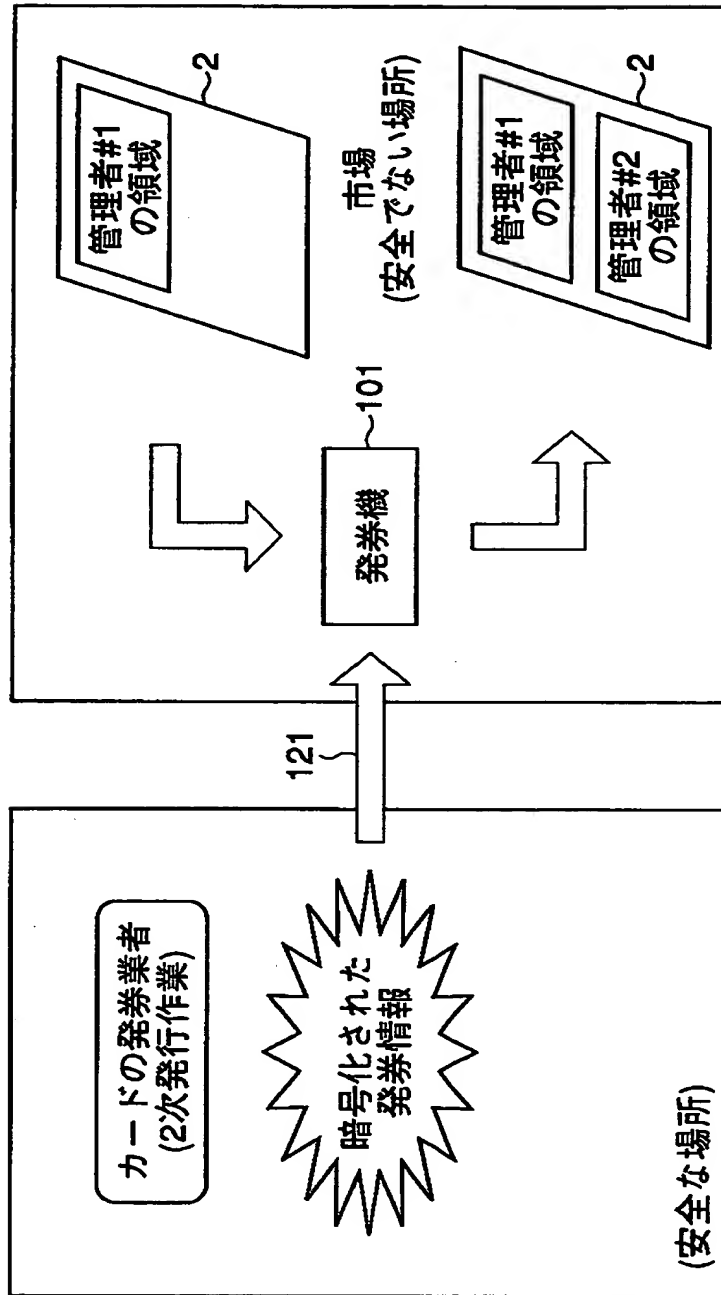 カードの発券業者
(2次発行作業)
暗号化された
発券情報
(安全な場所)
121
発券機
101
管理者#1
の領域
2
市場
(安全でない場所)
管理者#1
の領域
管理者#2
の領域
2